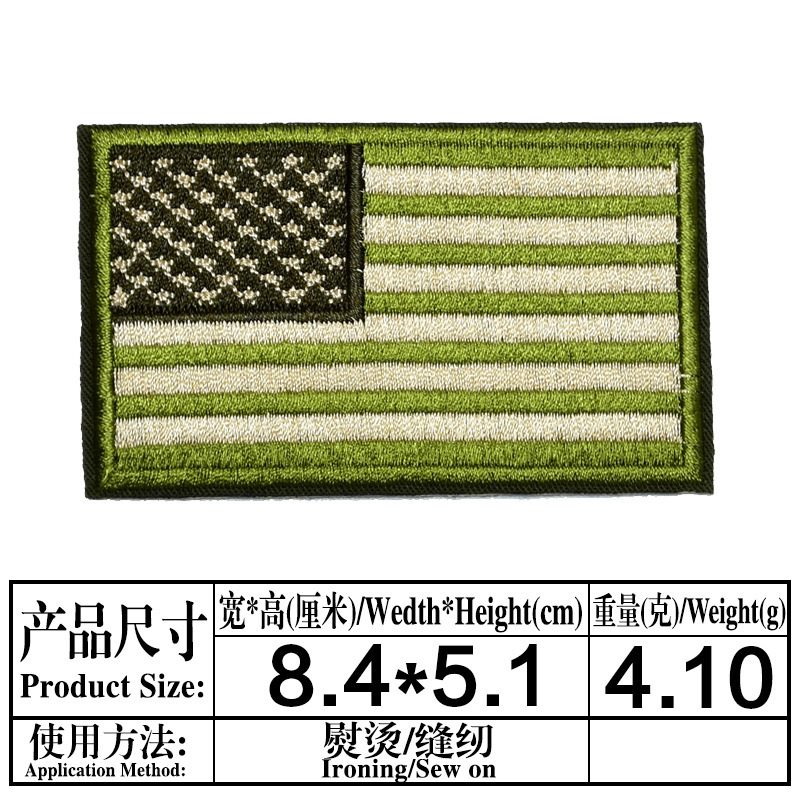 产品尺寸
Product Size:
宽*高(厘米)/Wedth*Height(cm)
重量(克)/Weight(g)
8.4*5.1
4.10
使用方法:
Application Method:
熨烫/缝纫
Ironing/Sew on